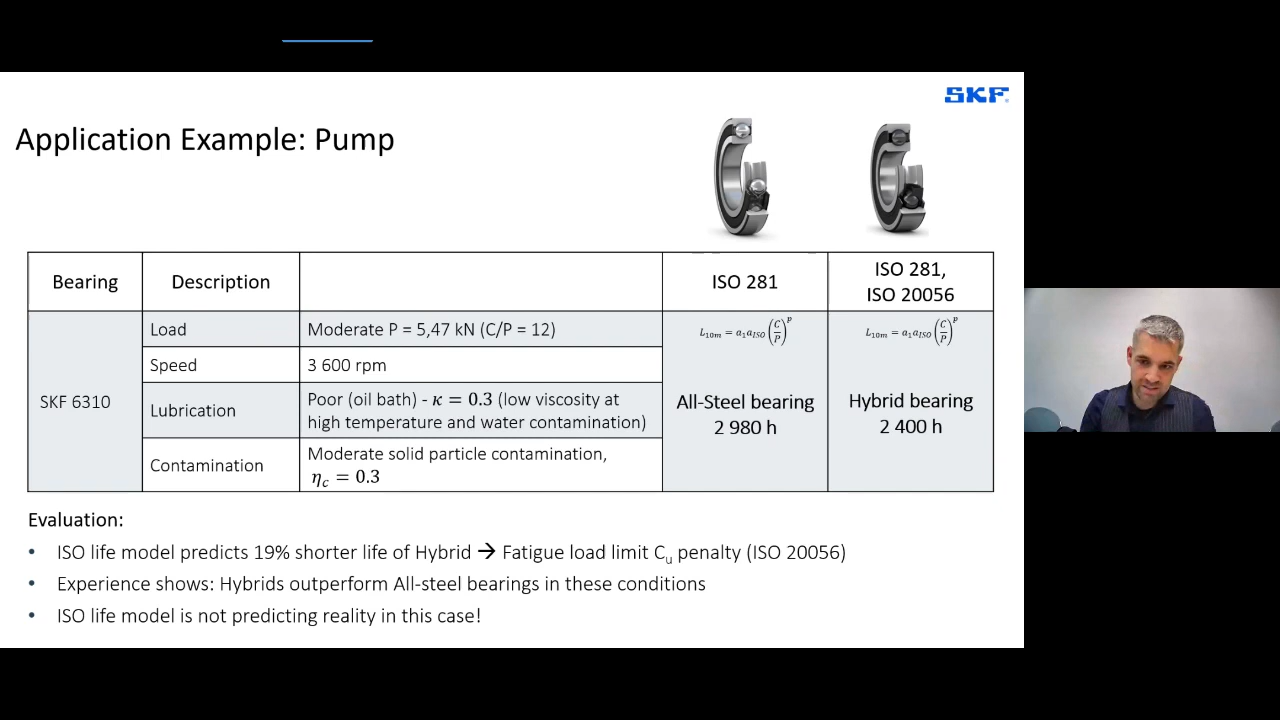 SKF
Application Example: Pump
Bearing
Description
ISO 281
ISO 281,
ISO 20056
SKF 6310
Load
Moderate P = 5,47 kN (C/P = 12)
Speed
3 600 rpm
Lubrication
Poor (oil bath) - κ = 0.3 (low viscosity at
high temperature and water contamination)
Contamination
Moderate solid particle contamination,
η_c = 0.3
L_10m = a_1 a_ISO (C/P)^p
All-Steel bearing
2 980 h
L_10m = a_1 a_ISO (C/P)^p
Hybrid bearing
2 400 h
Evaluation:
• ISO life model predicts 19% shorter life of Hybrid → Fatigue load limit C_u penalty (ISO 20056)
• Experience shows: Hybrids outperform All-steel bearings in these conditions
• ISO life model is not predicting reality in this case!